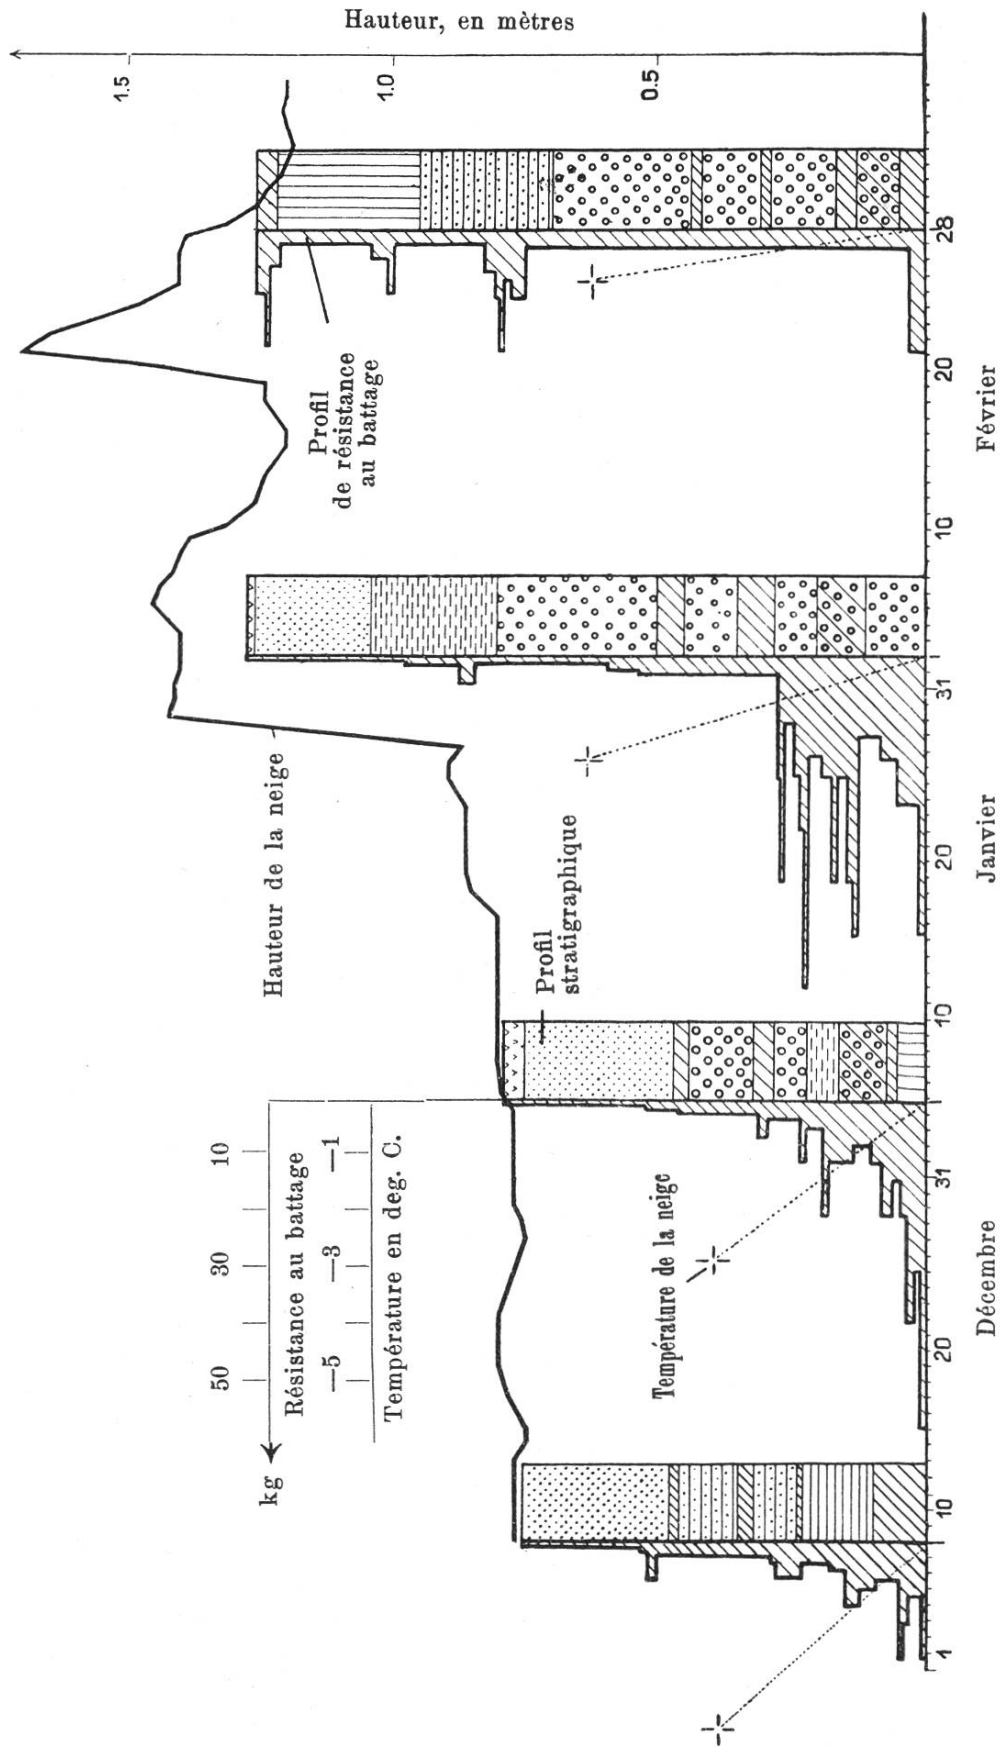 Hauteur, en mètres
1.5
1.0
0.5
Profil
de résistance
au battage
Hauteur de la neige
Profil
stratigraphique
Température de la neige
10
30
50
kg
Résistance au battage
—1
—3
—5
Température en deg. C.
1
10
20
31
10
20
31
10
20
28
Décembre
Janvier
Février